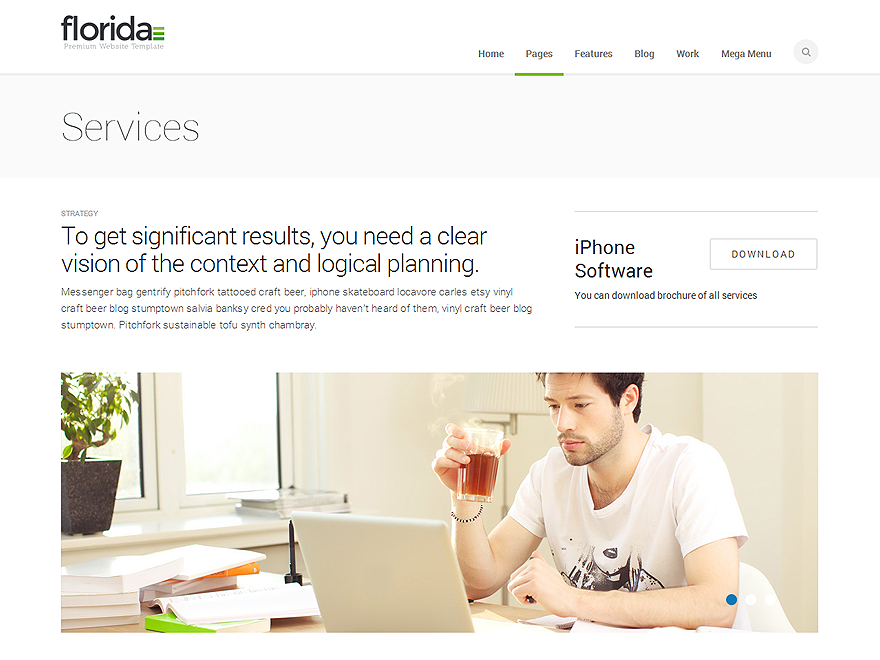 florida
Premium Website Template
Home Pages Features Blog Work Mega Menu
Services
STRATEGY
To get significant results, you need a clear
vision of the context and logical planning.
Messenger bag gentrify pitchfork tattooed craft beer, iphone skateboard locavore carles etsy vinyl
craft beer blog stumptown salvia banksy cred you probably haven't heard of them, vinyl craft beer blog
stumptown. Pitchfork sustainable tofu synth chambray.
iPhone
Software
DOWNLOAD
You can download brochure of all services